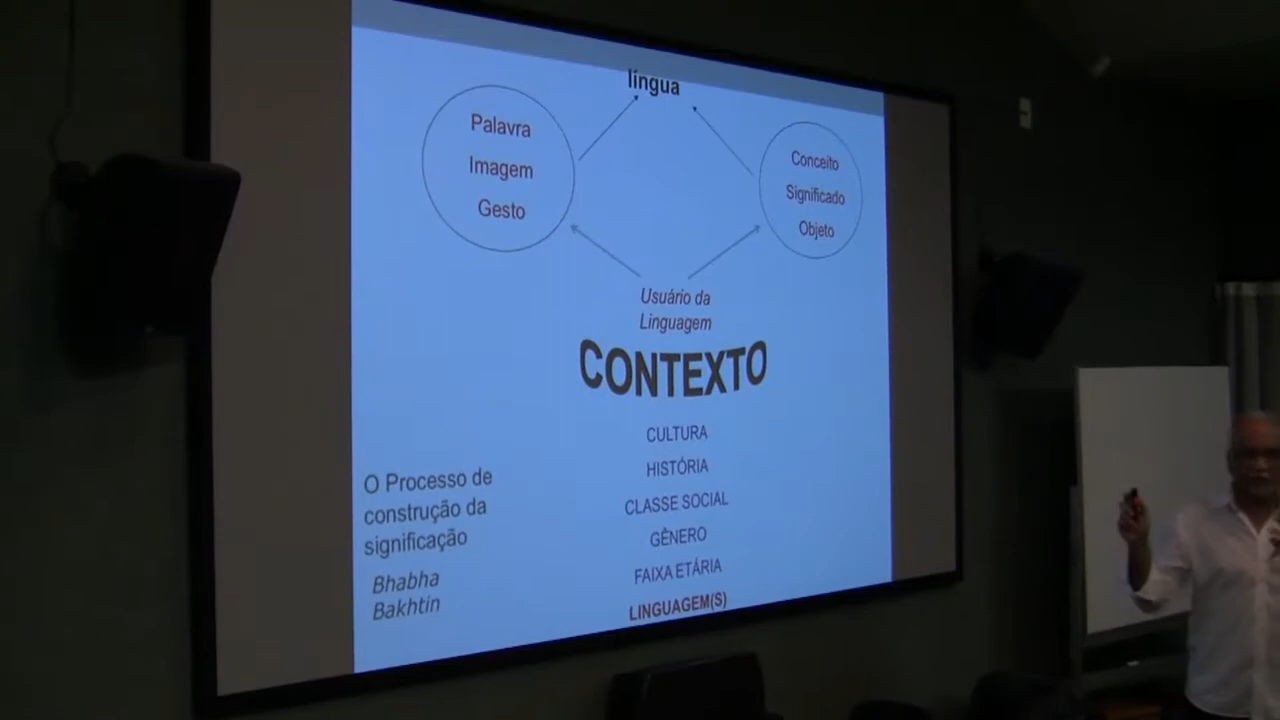 língua
Palavra
Imagem
Gesto
Conceito
Significado
Objeto
Usuário da
Linguagem
CONTEXTO
CULTURA
HISTÓRIA
CLASSE SOCIAL
GÊNERO
FAIXA ETÁRIA
LINGUAGEM(S)
O Processo de
construção da
significação
Bhabha
Bakhtin